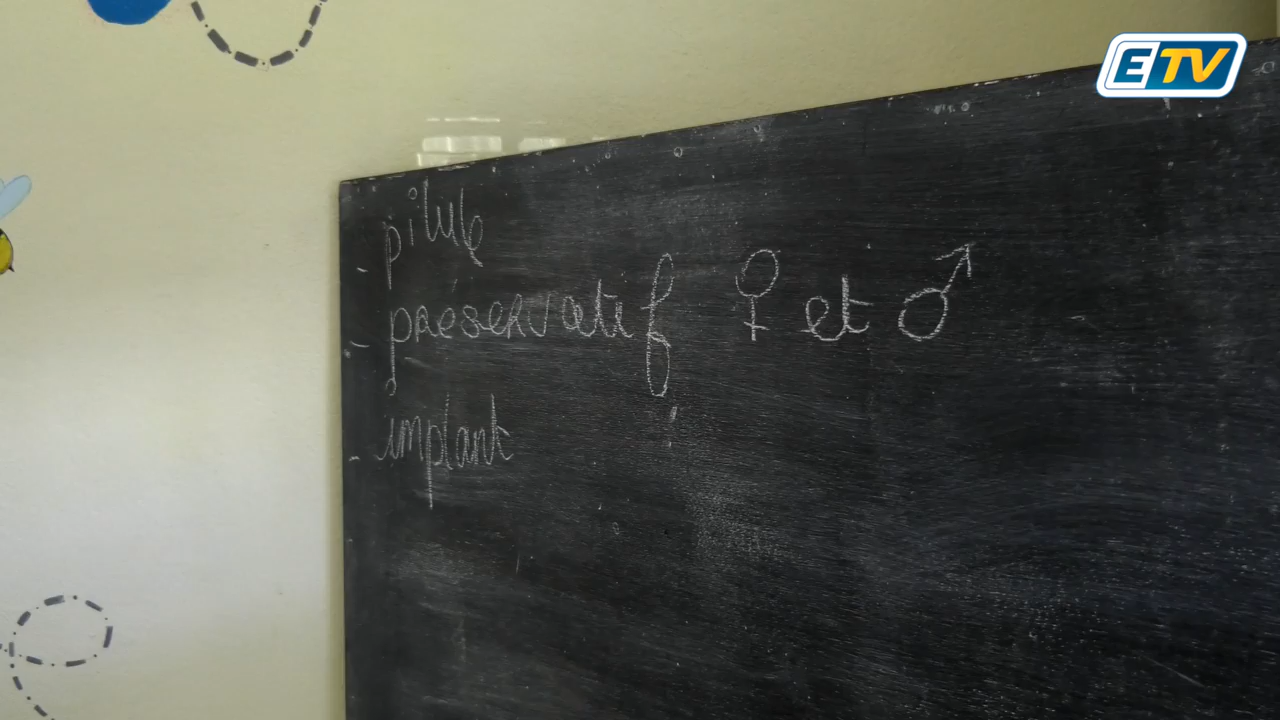 ETV
- pilule
- préservatif ♀ et ♂
- implant